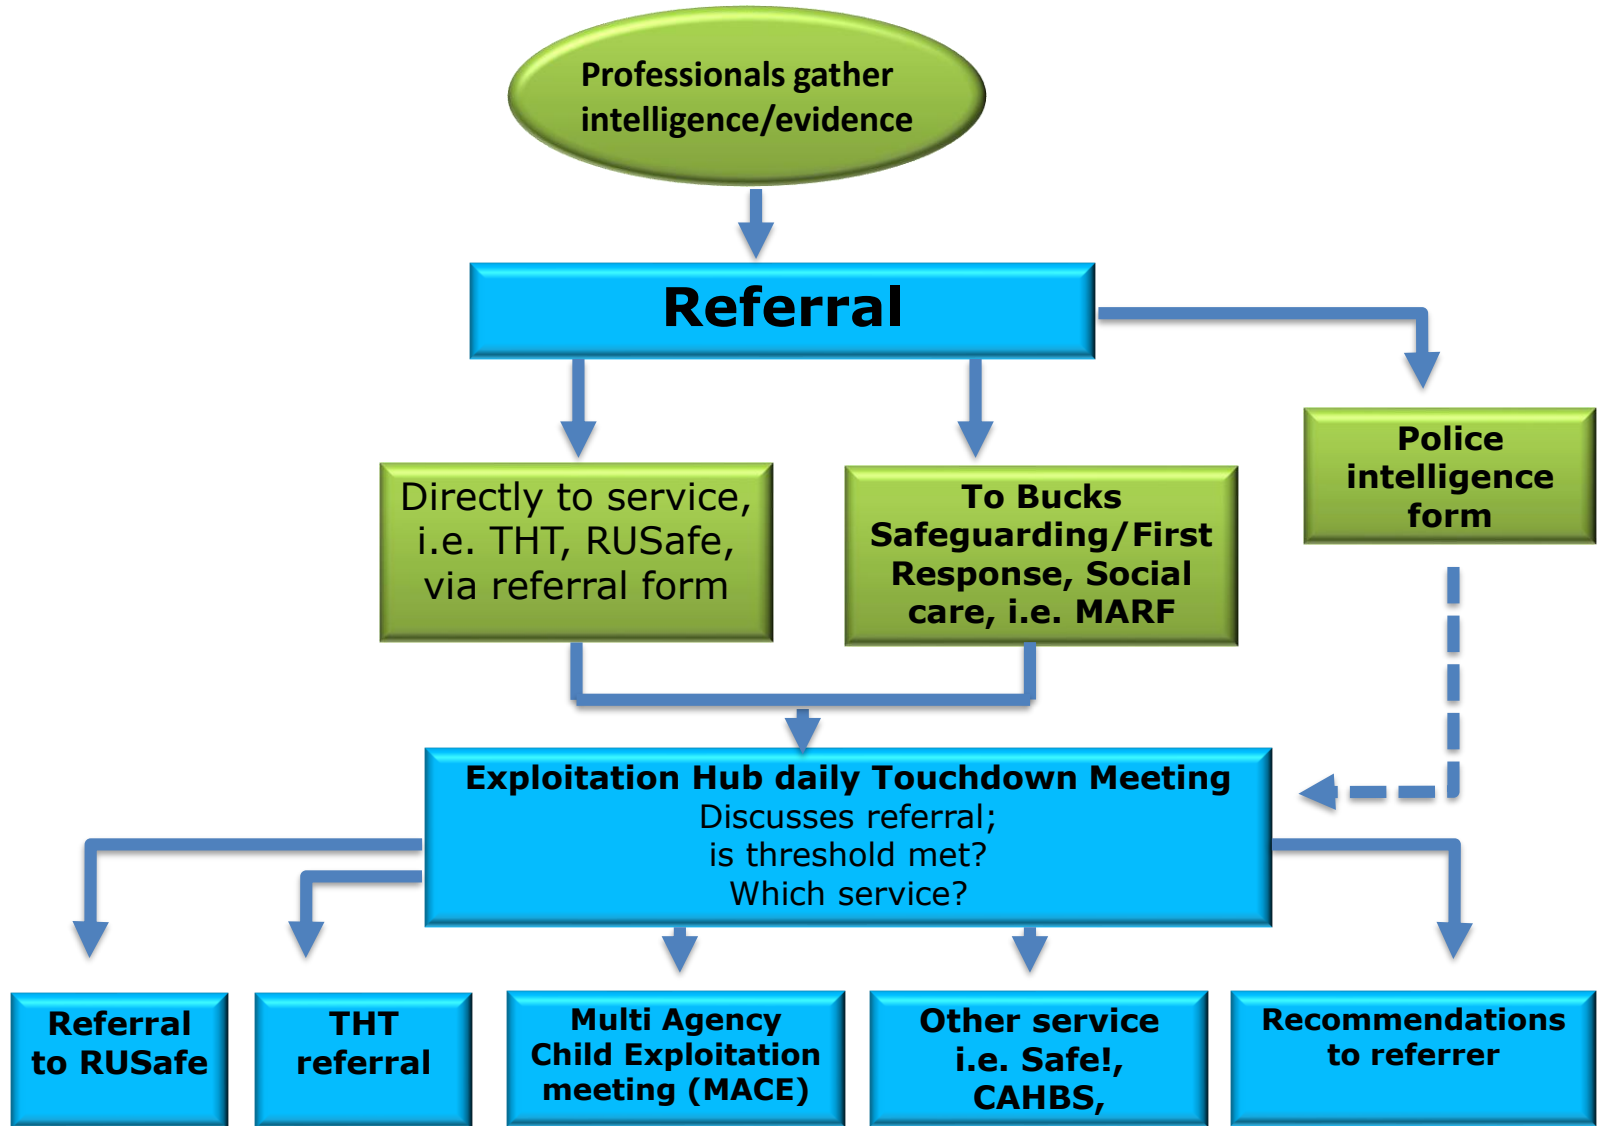 Professionals gather
intelligence/evidence
Referral
Directly to service,
i.e. THT, RUSafe,
via referral form
To Bucks
Safeguarding/First
Response, Social
care, i.e. MARF
Police
intelligence
form
Exploitation Hub daily Touchdown Meeting
Discusses referral;
is threshold met?
Which service?
Referral
to RUSafe
THT
referral
Multi Agency
Child Exploitation
meeting (MACE)
Other service
i.e. Safe!,
CAHBS,
Recommendations
to referrer